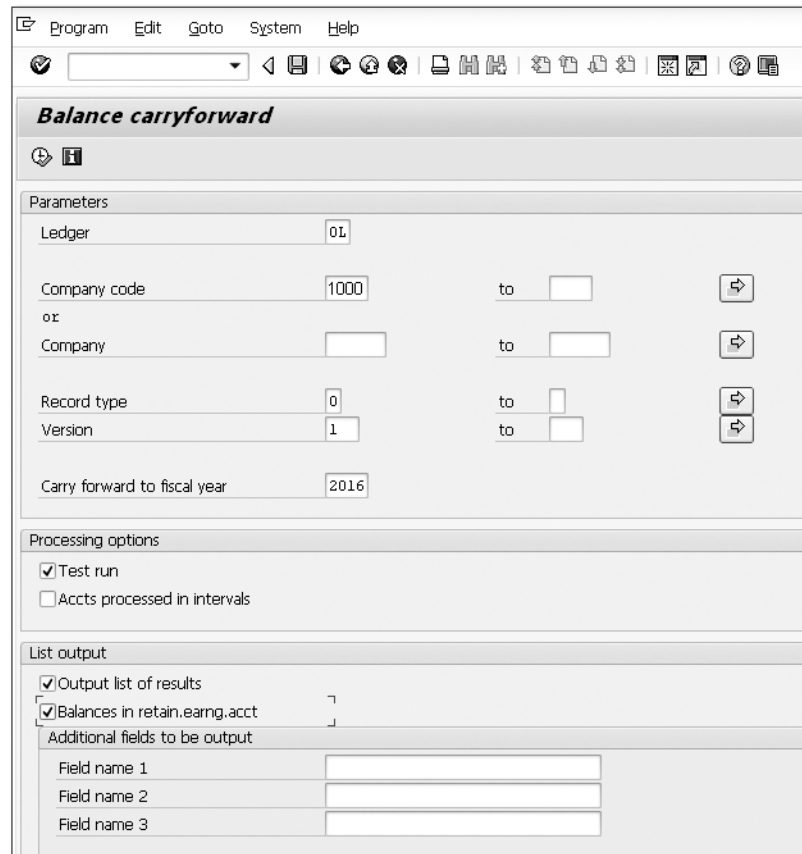 Program Edit Goto System Help
Balance carryforward
Parameters
Ledger 0L
Company code 1000 to
or
Company to
Record type 0 to
Version 1 to
Carry forward to fiscal year 2016
Processing options
Test run
Accts processed in intervals
List output
Output list of results
Balances in retain.earng.acct
Additional fields to be output
Field name 1
Field name 2
Field name 3